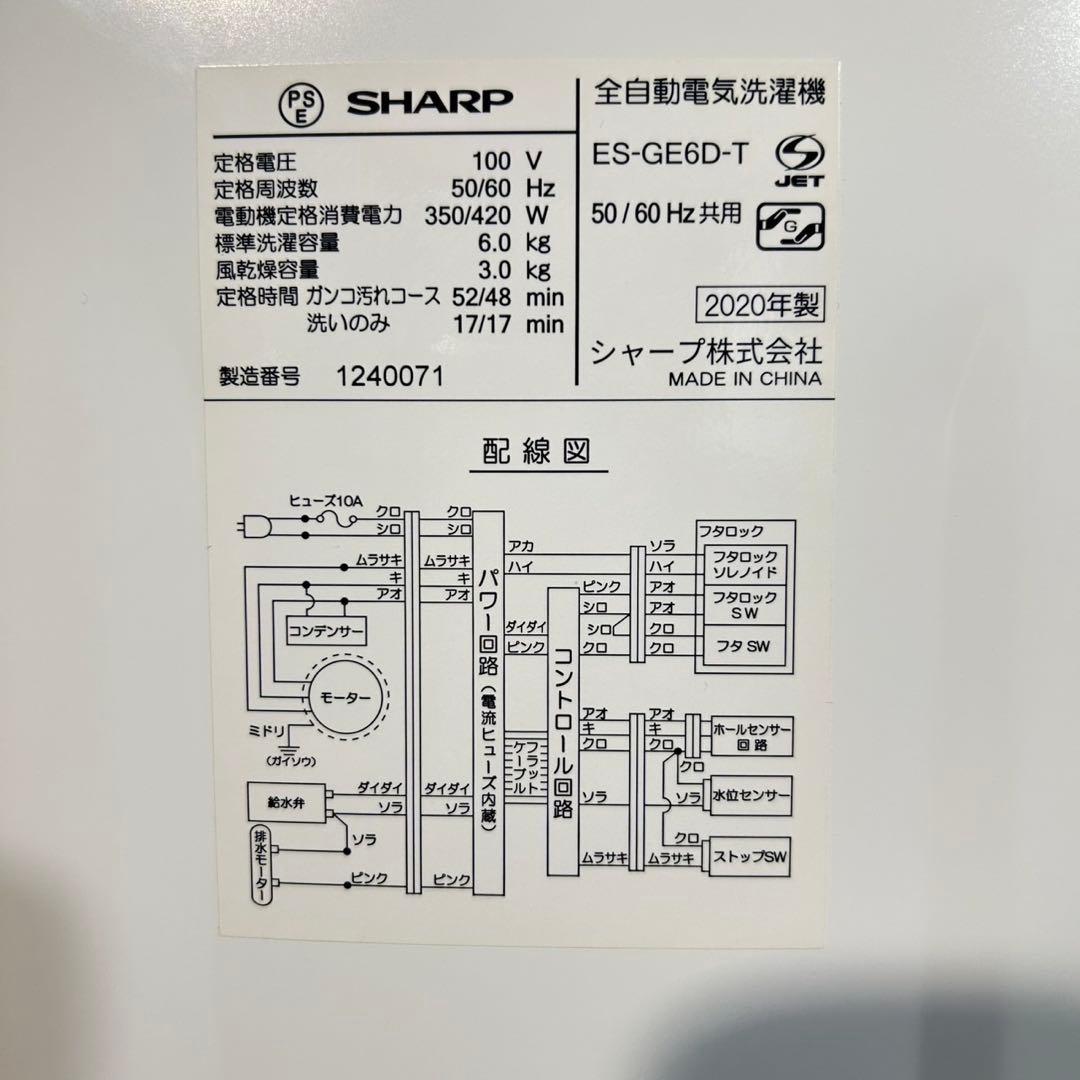 PS E SHARP
定格電圧 100 V
定格周波数 50/60 Hz
電動機定格消費電力 350/420 W
標準洗濯容量 6.0 kg
風乾燥容量 3.0 kg
定格時間 ガンコ汚れコース 52/48 min
洗いのみ 17/17 min
製造番号 1240071
全自動電気洗濯機
ES-GE6D-T
S JET
50/60 Hz共用
G
2020年製
シャープ株式会社
MADE IN CHINA
配線図
ヒューズ10A
クロ クロ
シロ シロ
ムラサキ ムラサキ
キ キ
アオ アオ
コンデンサー
モーター
ミドリ
(ガイソウ)
給水弁
ダイダイ ダイダイ
ソラ ソラ
ソラ
排水モーター
ピンク ピンク
パワー回路(電流ヒューズ内蔵)
アカ
ハイ
ダイダイ
ピンク
フラット
ケーブル
コントロール回路
ピンク
シロ
シロ
クロ
ソラ
ハイ
アオ
アオ
クロ
クロ
フタロック
フタロック
ソレノイド
フタロック
SW
フタ SW
アオ アオ
キ キ
クロ クロ
クロ
ホールセンサー
回路
ソラ ソラ
水位センサー
クロ
ムラサキ ムラサキ
ストップSW